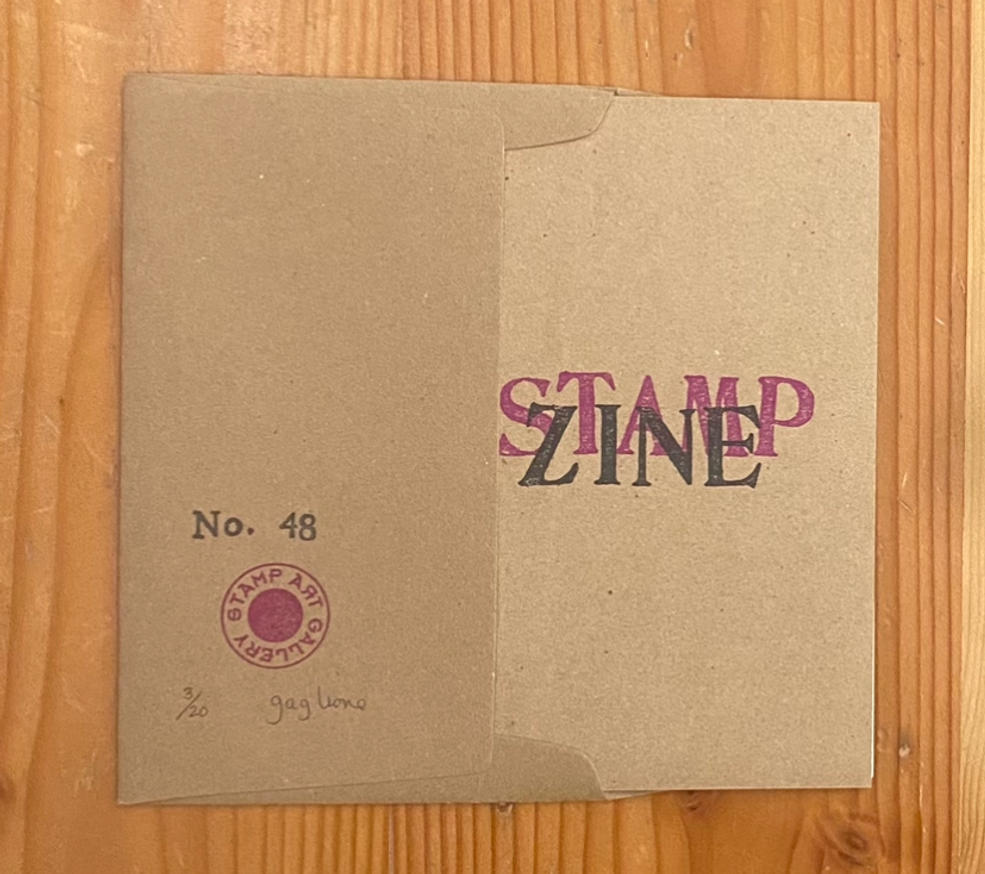 STAMP
ZINE
No. 48
STAMP ART GALLERY
3/20 gaglione